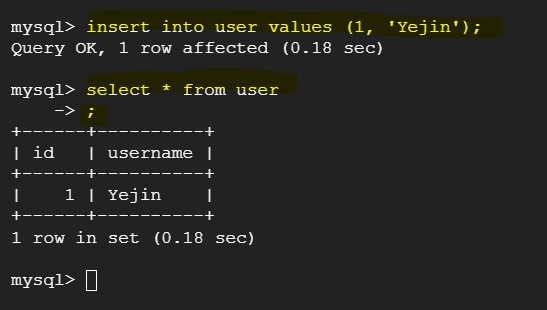 mysql> insert into user values (1, 'Yejin');
Query OK, 1 row affected (0.18 sec)
mysql> select * from user
    -> ;
+------+----------+
| id   | username |
+------+----------+
|    1 | Yejin    |
+------+----------+
1 row in set (0.18 sec)
mysql>